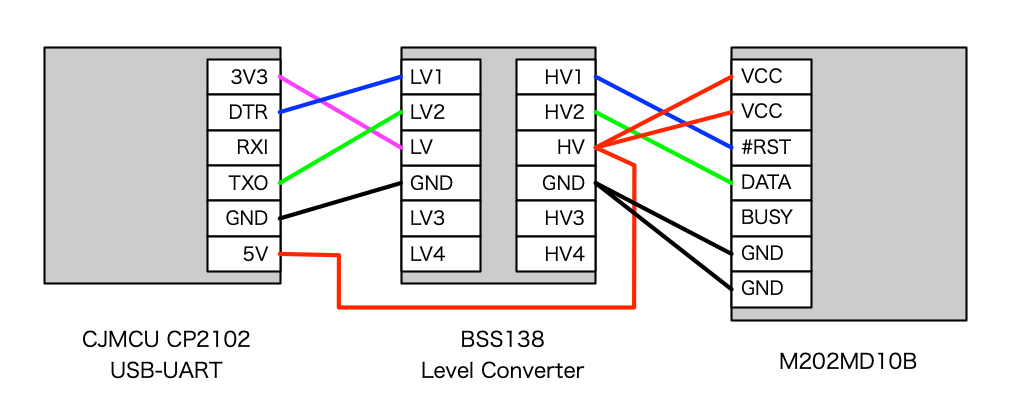 3V3
DTR
RXI
TXO
GND
5V
LV1
LV2
LV
GND
LV3
LV4
HV1
HV2
HV
GND
HV3
HV4
VCC
VCC
#RST
DATA
BUSY
GND
GND
CJMCU CP2102
USB-UART
BSS138
Level Converter
M202MD10B